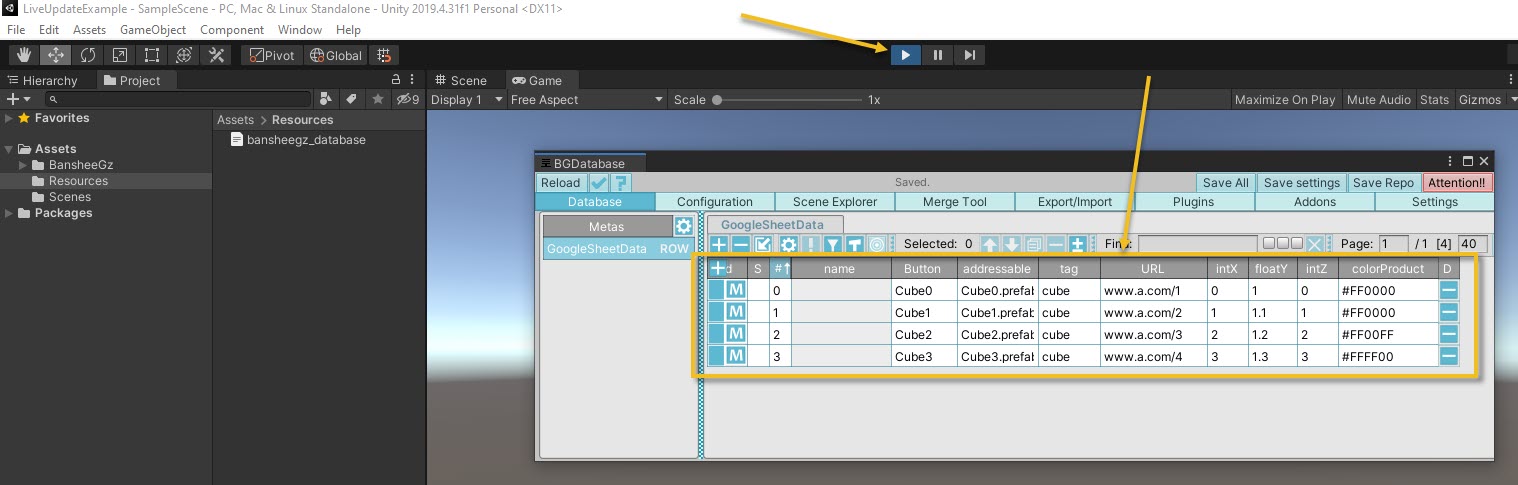 LiveUpdateExample - SampleScene - PC, Mac & Linux Standalone - Unity 2019.4.31f1 Personal <DX11>
File Edit Assets GameObject Component Window Help
Pivot Global
Hierarchy Project Scene Game
9 Display 1 Free Aspect Scale 1x Maximize On Play Mute Audio Stats Gizmos
Favorites Assets > Resources
bansheegz_database
Assets
BansheeGz
Resources
Scenes
Packages
BGDatabase
Reload ? Saved. Save All Save settings Save Repo Attention!!
Database Configuration Scene Explorer Merge Tool Export/Import Plugins Addons Settings
Metas GoogleSheetData
GoogleSheetData ROW Selected: 0 Page: 1 / 1 [4] 40
S # name Button addressable tag URL intX floatY intZ colorProduct D
M 0 Cube0 Cube0.prefab cube www.a.com/1 0 1 0 #FF0000
M 1 Cube1 Cube1.prefab cube www.a.com/2 1 1.1 1 #FF0000
M 2 Cube2 Cube2.prefab cube www.a.com/3 2 1.2 2 #FF00FF
M 3 Cube3 Cube3.prefab cube www.a.com/4 3 1.3 3 #FFFF00